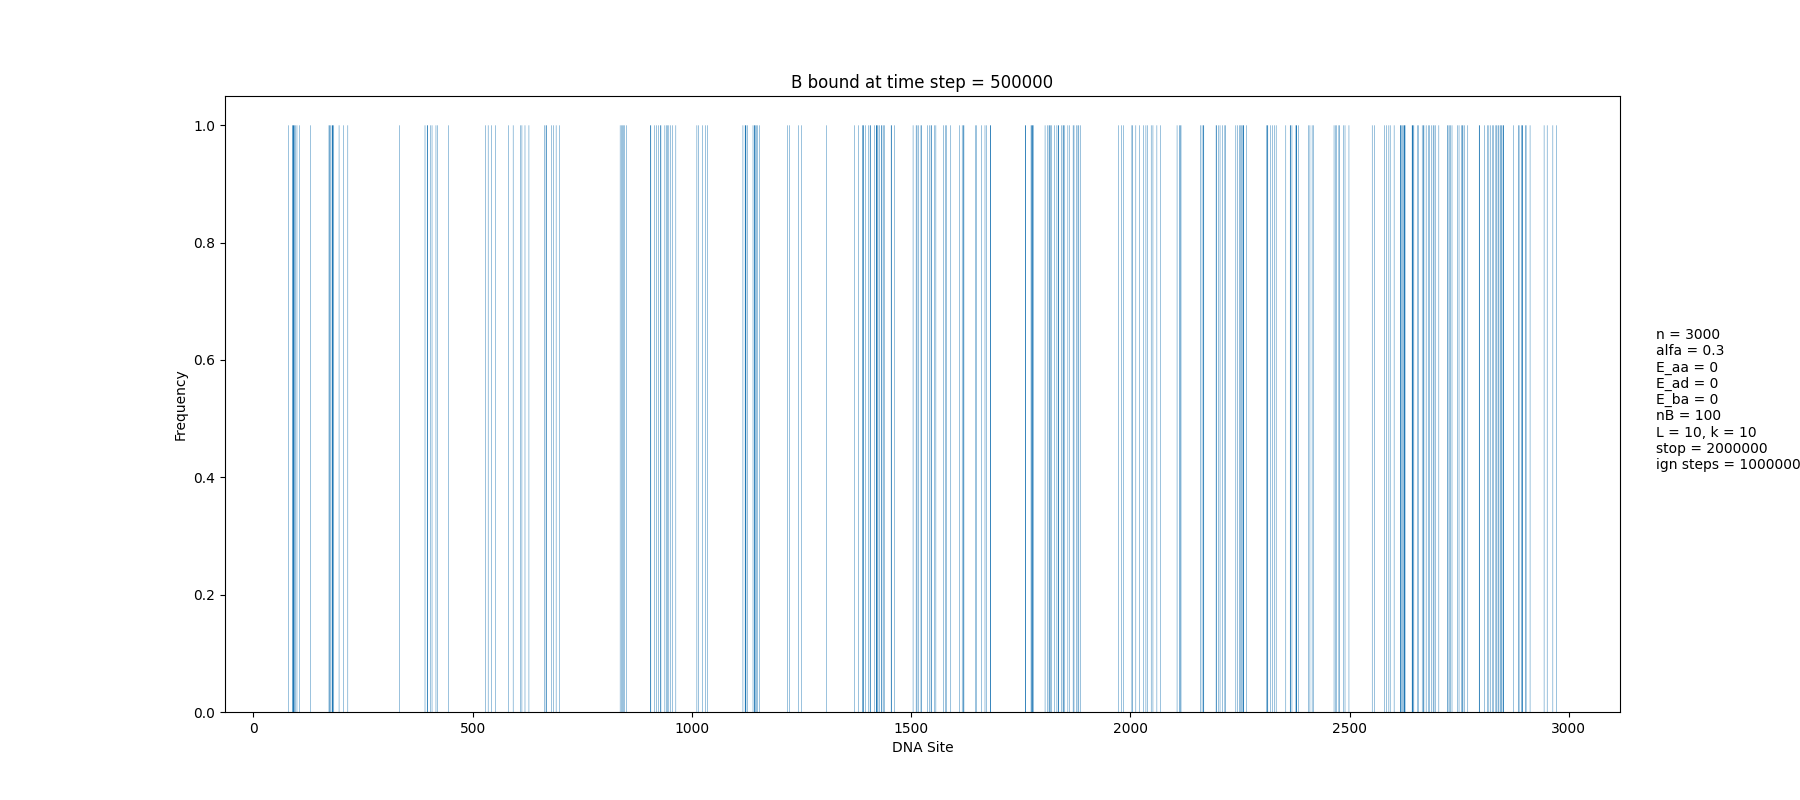 B bound at time step = 500000
1.0
0.8
0.6
0.4
0.2
0.0
Frequency
0 500 1000 1500 2000 2500 3000
DNA Site
n = 3000
alfa = 0.3
E_aa = 0
E_ad = 0
E_ba = 0
nB = 100
L = 10, k = 10
stop = 2000000
ign steps = 1000000